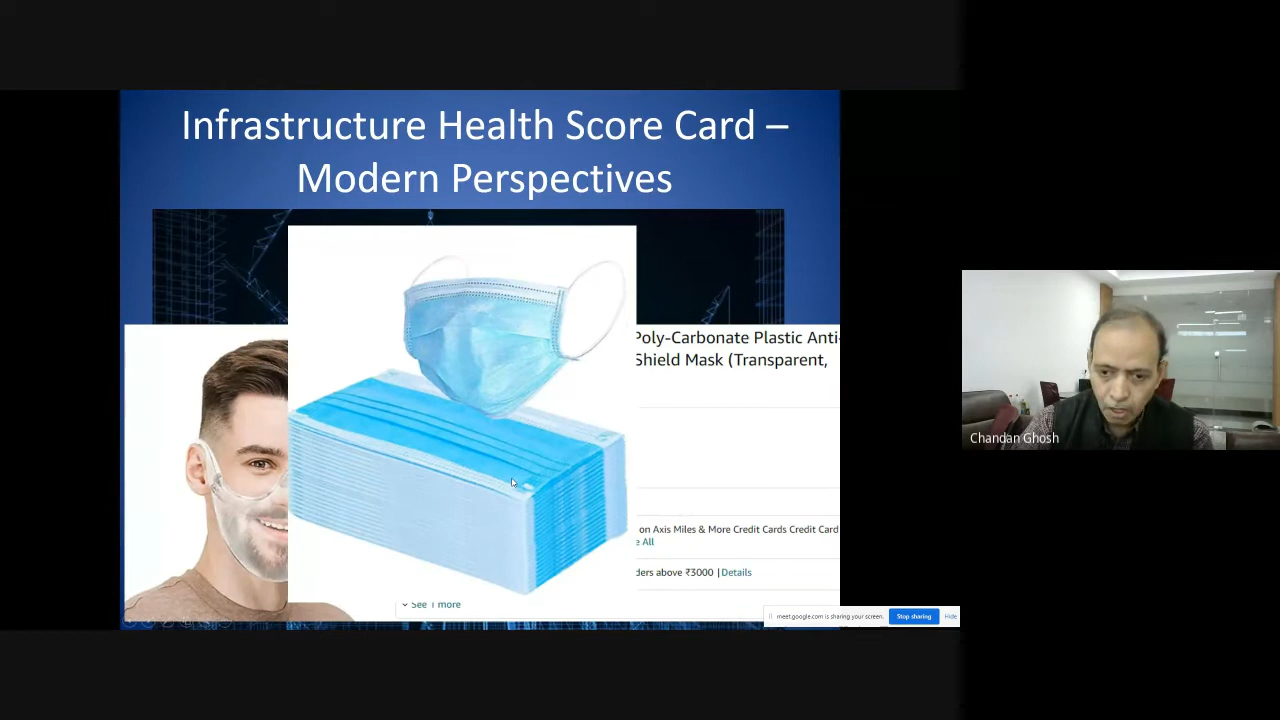 Infrastructure Health Score Card –
Modern Perspectives
Poly-Carbonate Plastic Anti-
Shield Mask (Transparent,
on Axis Miles & More Credit Cards Credit Card
All
above ₹3000 | Details
See 1 more
meet.google.com is sharing your screen.
Stop sharing
Hide
Chandan Ghosh